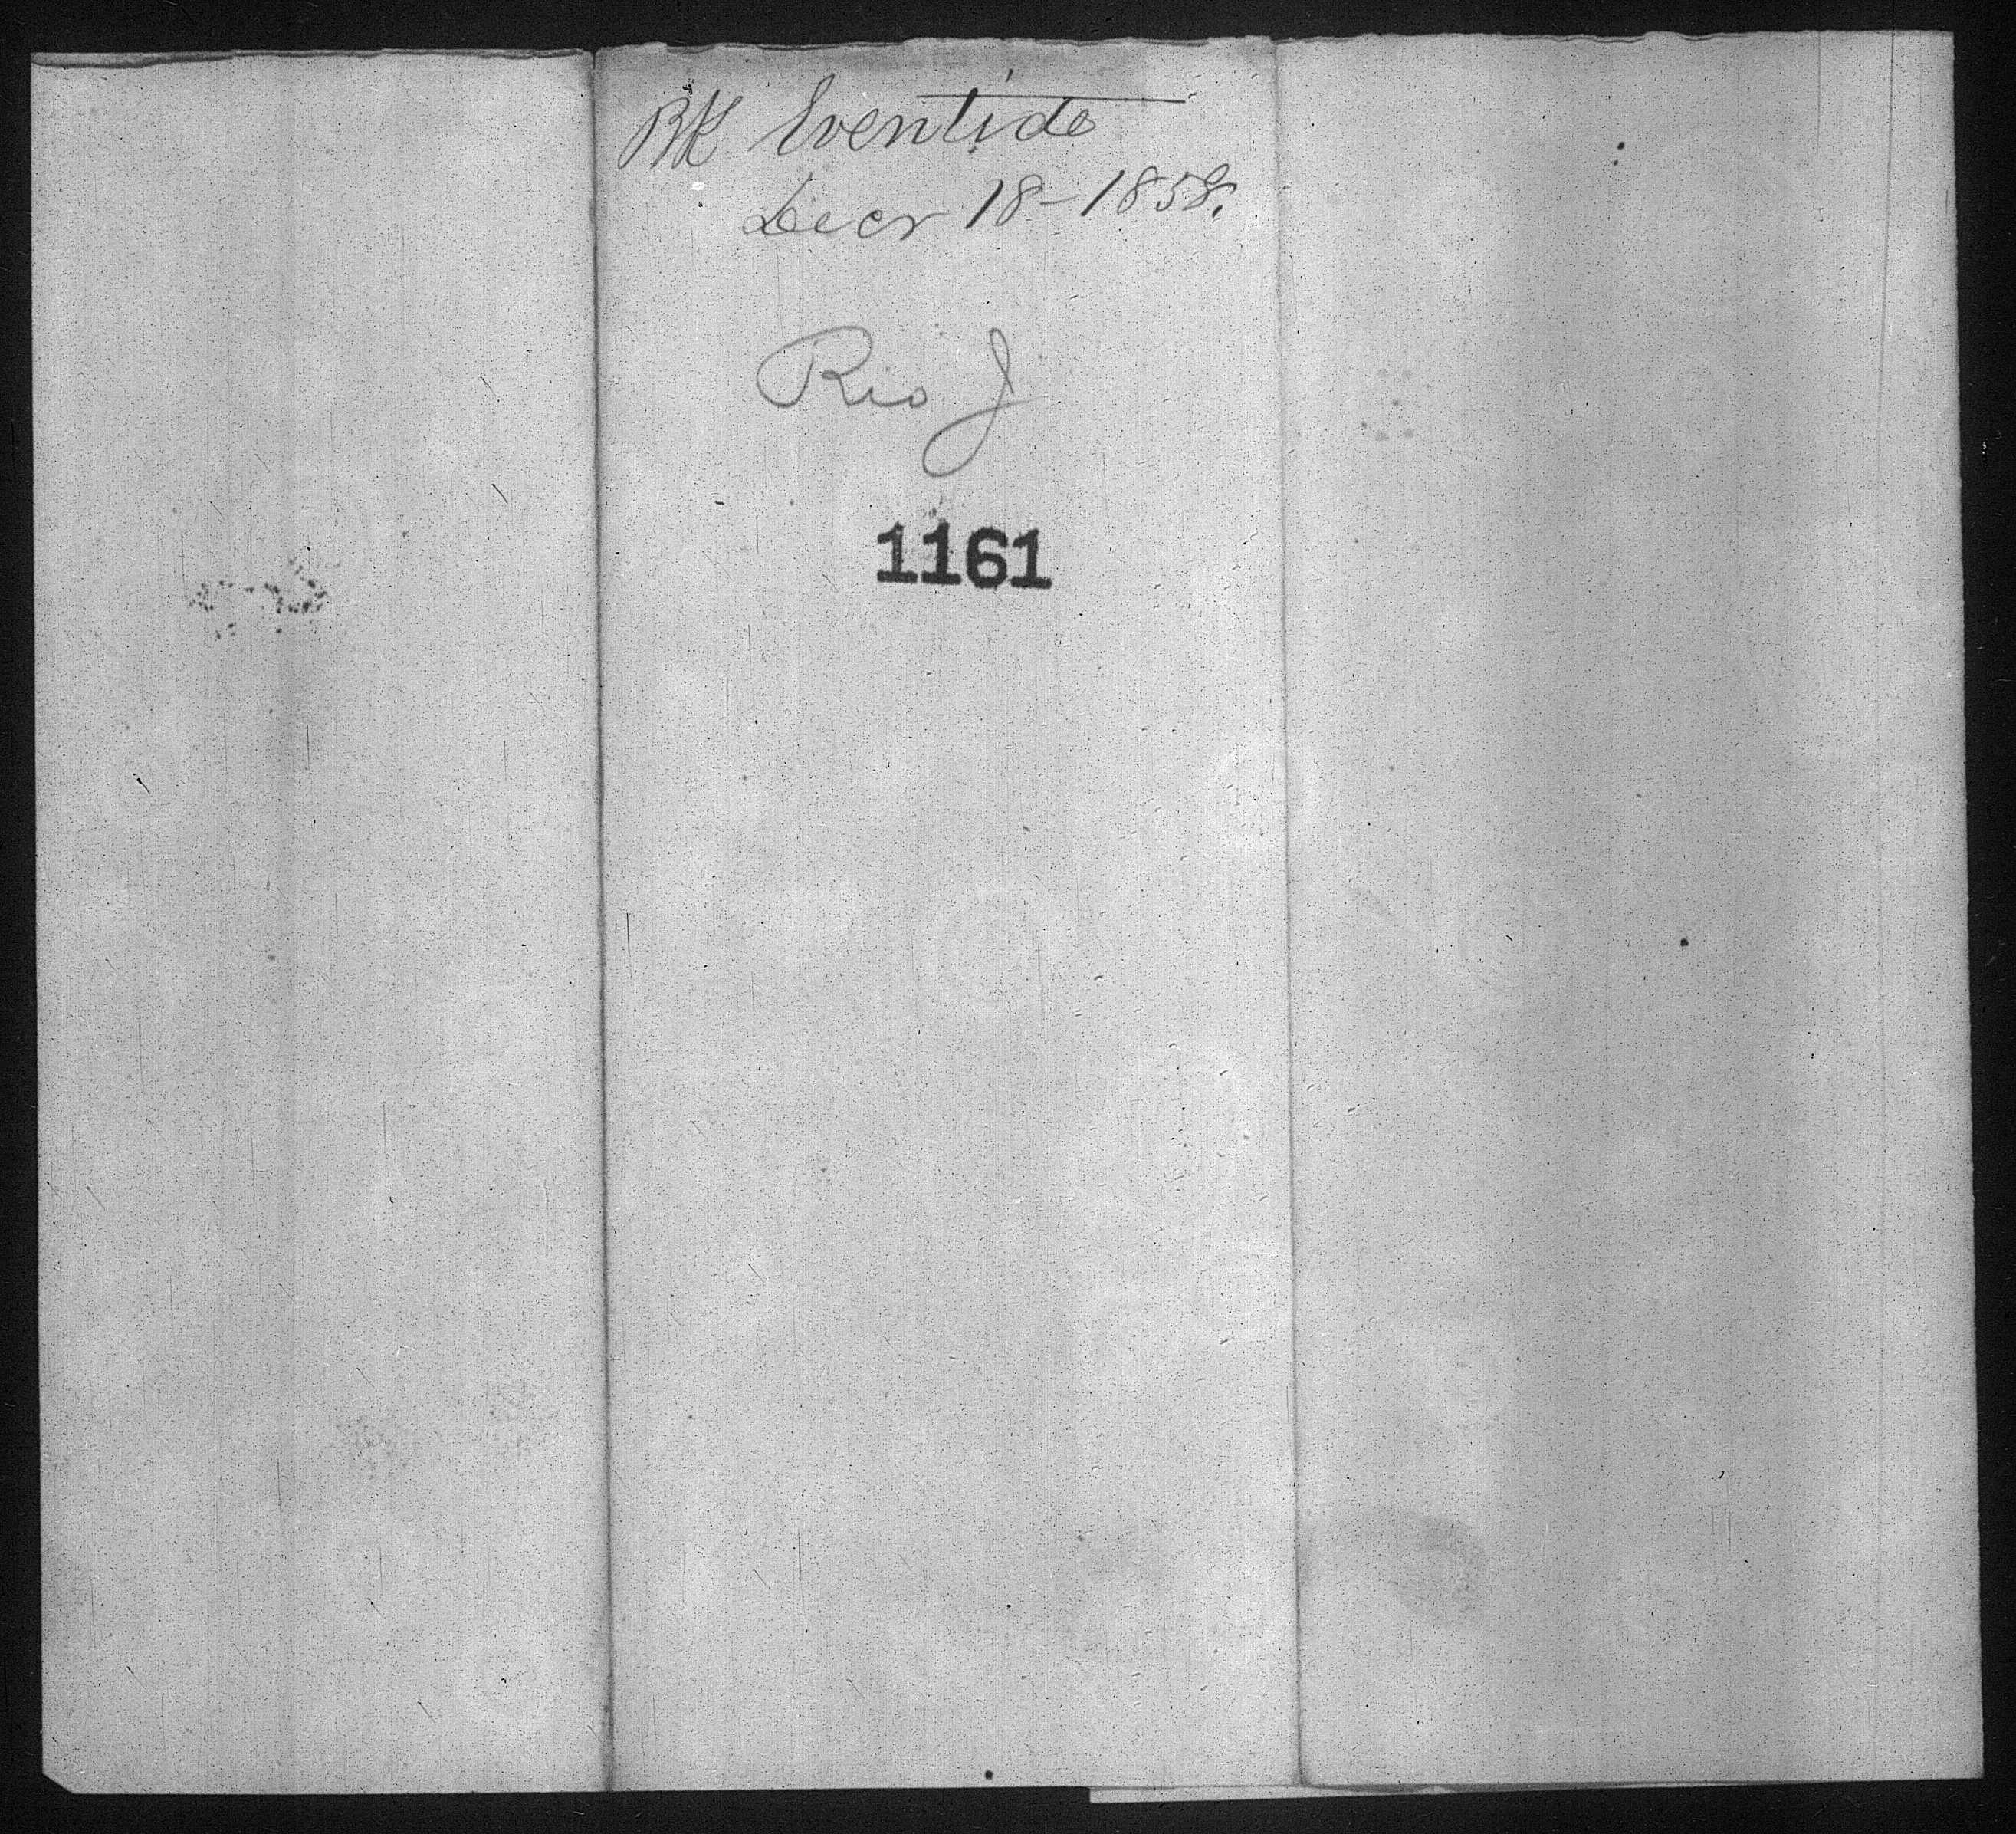 BK Eventide
Decr 18-1858.
Rio J
1161